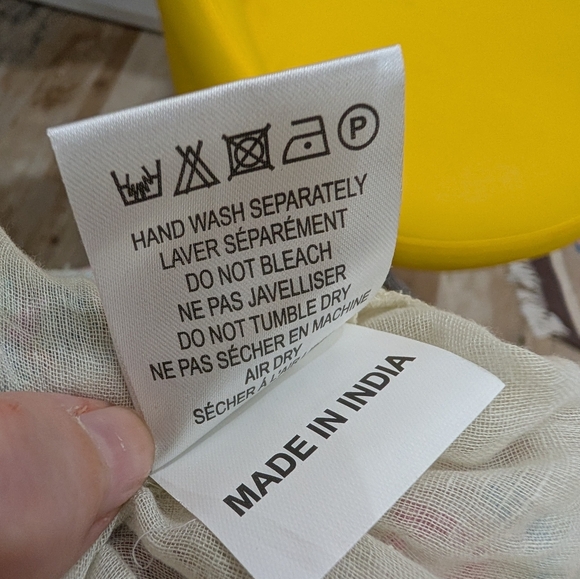 P
HAND WASH SEPARATELY
LAVER SÉPARÉMENT
DO NOT BLEACH
NE PAS JAVELLISER
DO NOT TUMBLE DRY
NE PAS SÉCHER EN MACHINE
AIR DRY
SÉCHER À
MADE IN INDIA